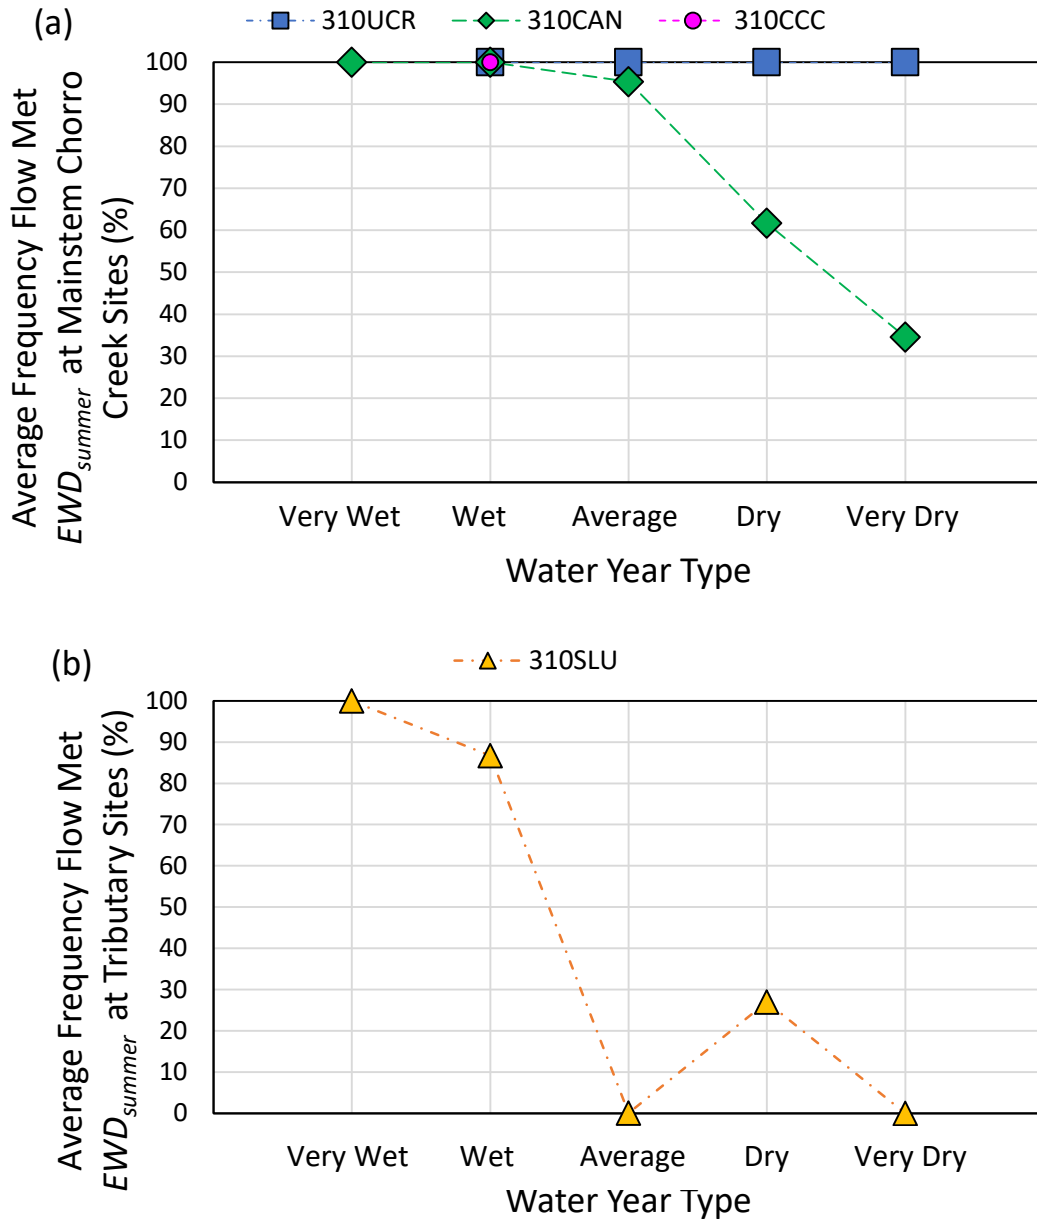 (a)
310UCR 310CAN 310CCC
Average Frequency Flow Met
EWDsummer at Mainstem Chorro
Creek Sites (%)
100
90
80
70
60
50
40
30
20
10
0
Very Wet Wet Average Dry Very Dry
Water Year Type
(b)
310SLU
Average Frequency Flow Met
EWDsummer at Tributary Sites (%)
100
90
80
70
60
50
40
30
20
10
0
Very Wet Wet Average Dry Very Dry
Water Year Type